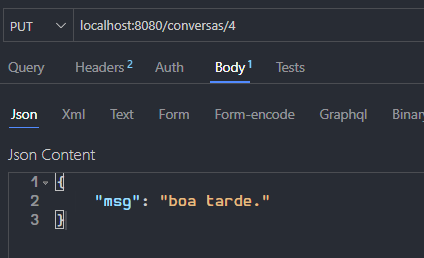 PUT localhost:8080/conversas/4
Query Headers 2 Auth Body 1 Tests
Json Xml Text Form Form-encode Graphql Binar
Json Content
1 {
2 "msg": "boa tarde."
3 }